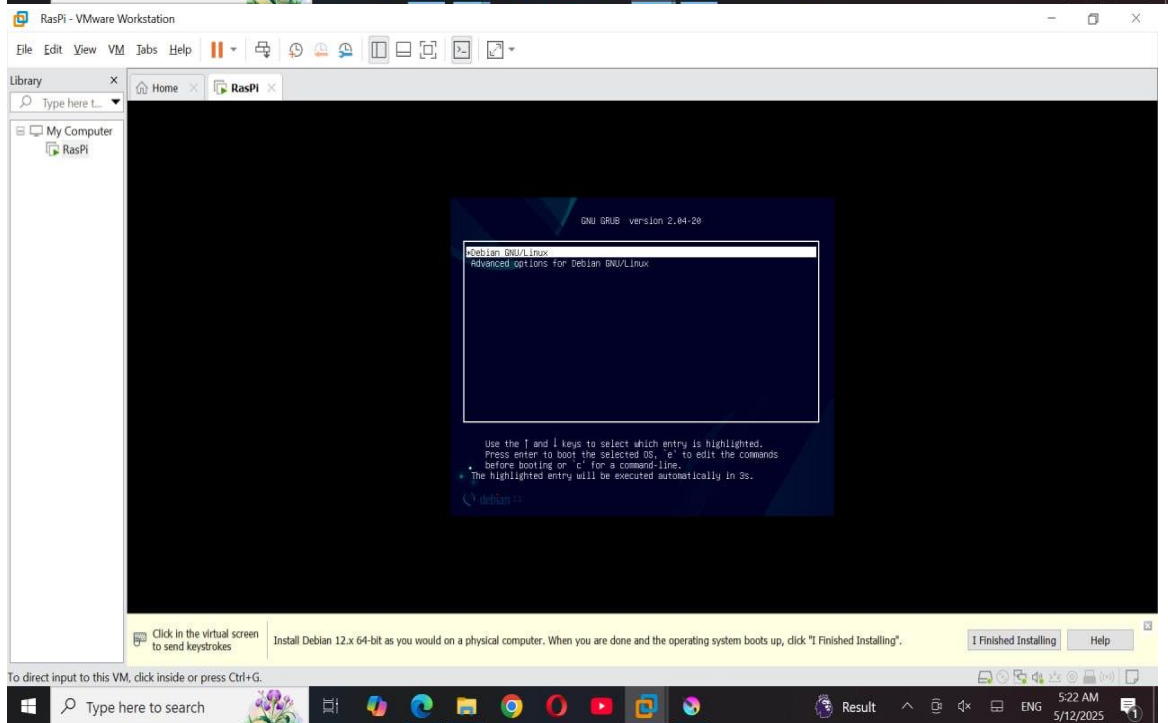 RasPi - VMware Workstation
File Edit View VM Tabs Help
Library
Home
RasPi
Type here t...
My Computer
RasPi
GNU GRUB version 2.04-20
*Debian GNU/Linux
Advanced options for Debian GNU/Linux
Use the ↑ and ↓ keys to select which entry is highlighted.
Press enter to boot the selected OS, `e' to edit the commands
before booting or `c' for a command-line.
The highlighted entry will be executed automatically in 3s.
debian 11
Click in the virtual screen
to send keystrokes
Install Debian 12.x 64-bit as you would on a physical computer. When you are done and the operating system boots up, click "I Finished Installing".
I Finished Installing
Help
To direct input to this VM, click inside or press Ctrl+G.
Type here to search
Result
ENG
5:22 AM
5/12/2025
1